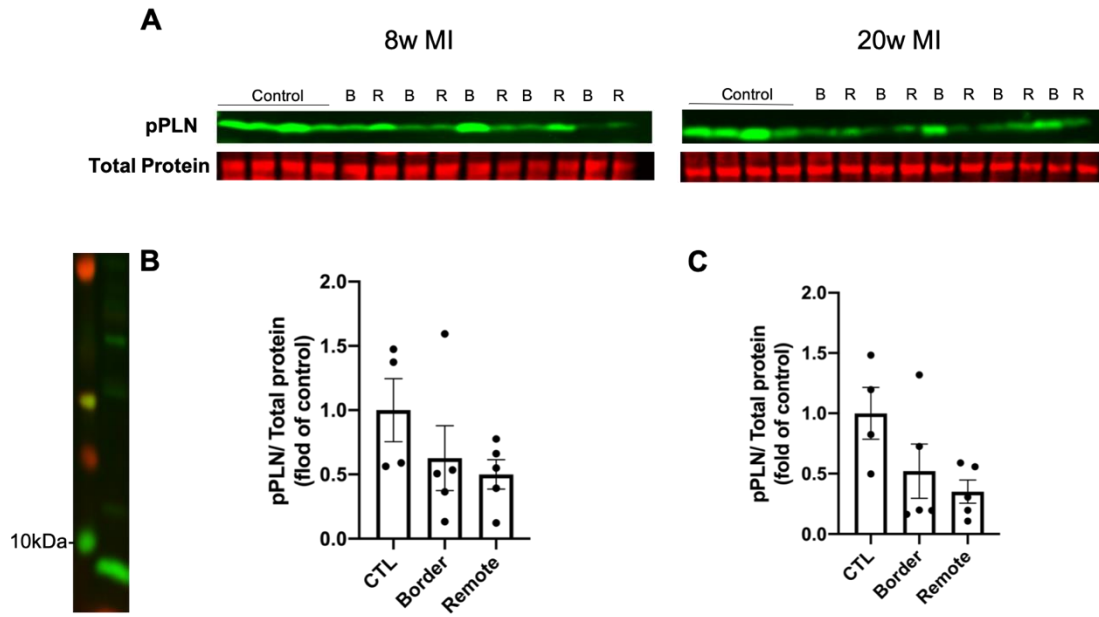 A
8w MI
20w MI
Control B R B R B R B R B R
Control B R B R B R B R B R
pPLN
Total Protein
B
C
10kDa-
pPLN/ Total protein
(flod of control)
2.0
1.5
1.0
0.5
0.0
CTL
Border
Remote
pPLN/ Total protein
(fold of control)
2.0
1.5
1.0
0.5
0.0
CTL
Border
Remote